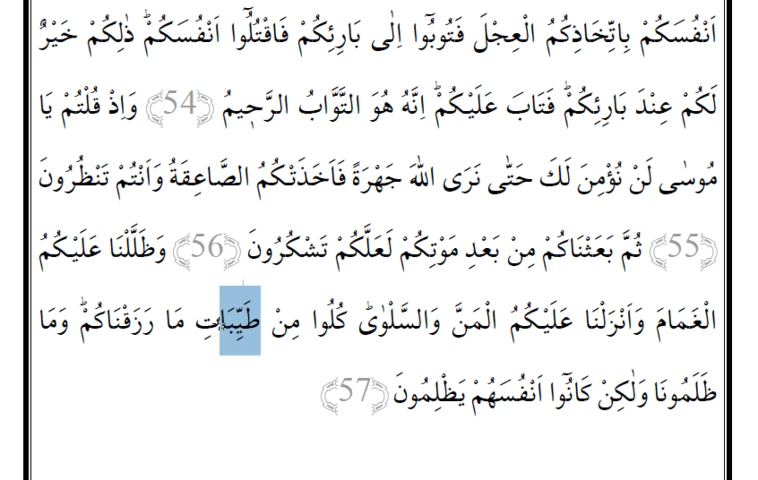 اَنْفُسَكُمْ بِاتِّخَاذِكُمُ الْعِجْلَ فَتُوبُٓوا اِلٰى بَارِئِكُمْ فَاقْتُلُٓوا اَنْفُسَكُمْۜ ذٰلِكُمْ خَيْرٌ
لَكُمْ عِنْدَ بَارِئِكُمْۜ فَتَابَ عَلَيْكُمْۜ اِنَّهُ هُوَ التَّوَّابُ الرَّحٖيمُ ﴿54﴾ وَاِذْ قُلْتُمْ يَا
مُوسٰى لَنْ نُؤْمِنَ لَكَ حَتّٰى نَرَى اللّٰهَ جَهْرَةً فَاَخَذَتْكُمُ الصَّاعِقَةُ وَاَنْتُمْ تَنْظُرُونَ
﴿55﴾ ثُمَّ بَعَثْنَاكُمْ مِنْ بَعْدِ مَوْتِكُمْ لَعَلَّكُمْ تَشْكُرُونَ ﴿56﴾ وَظَلَّلْنَا عَلَيْكُمُ
الْغَمَامَ وَاَنْزَلْنَا عَلَيْكُمُ الْمَنَّ وَالسَّلْوٰىۜ كُلُوا مِنْ طَيِّبَاتِ مَا رَزَقْنَاكُمْۜ وَمَا
ظَلَمُونَا وَلٰكِنْ كَانُٓوا اَنْفُسَهُمْ يَظْلِمُونَ ﴿57﴾